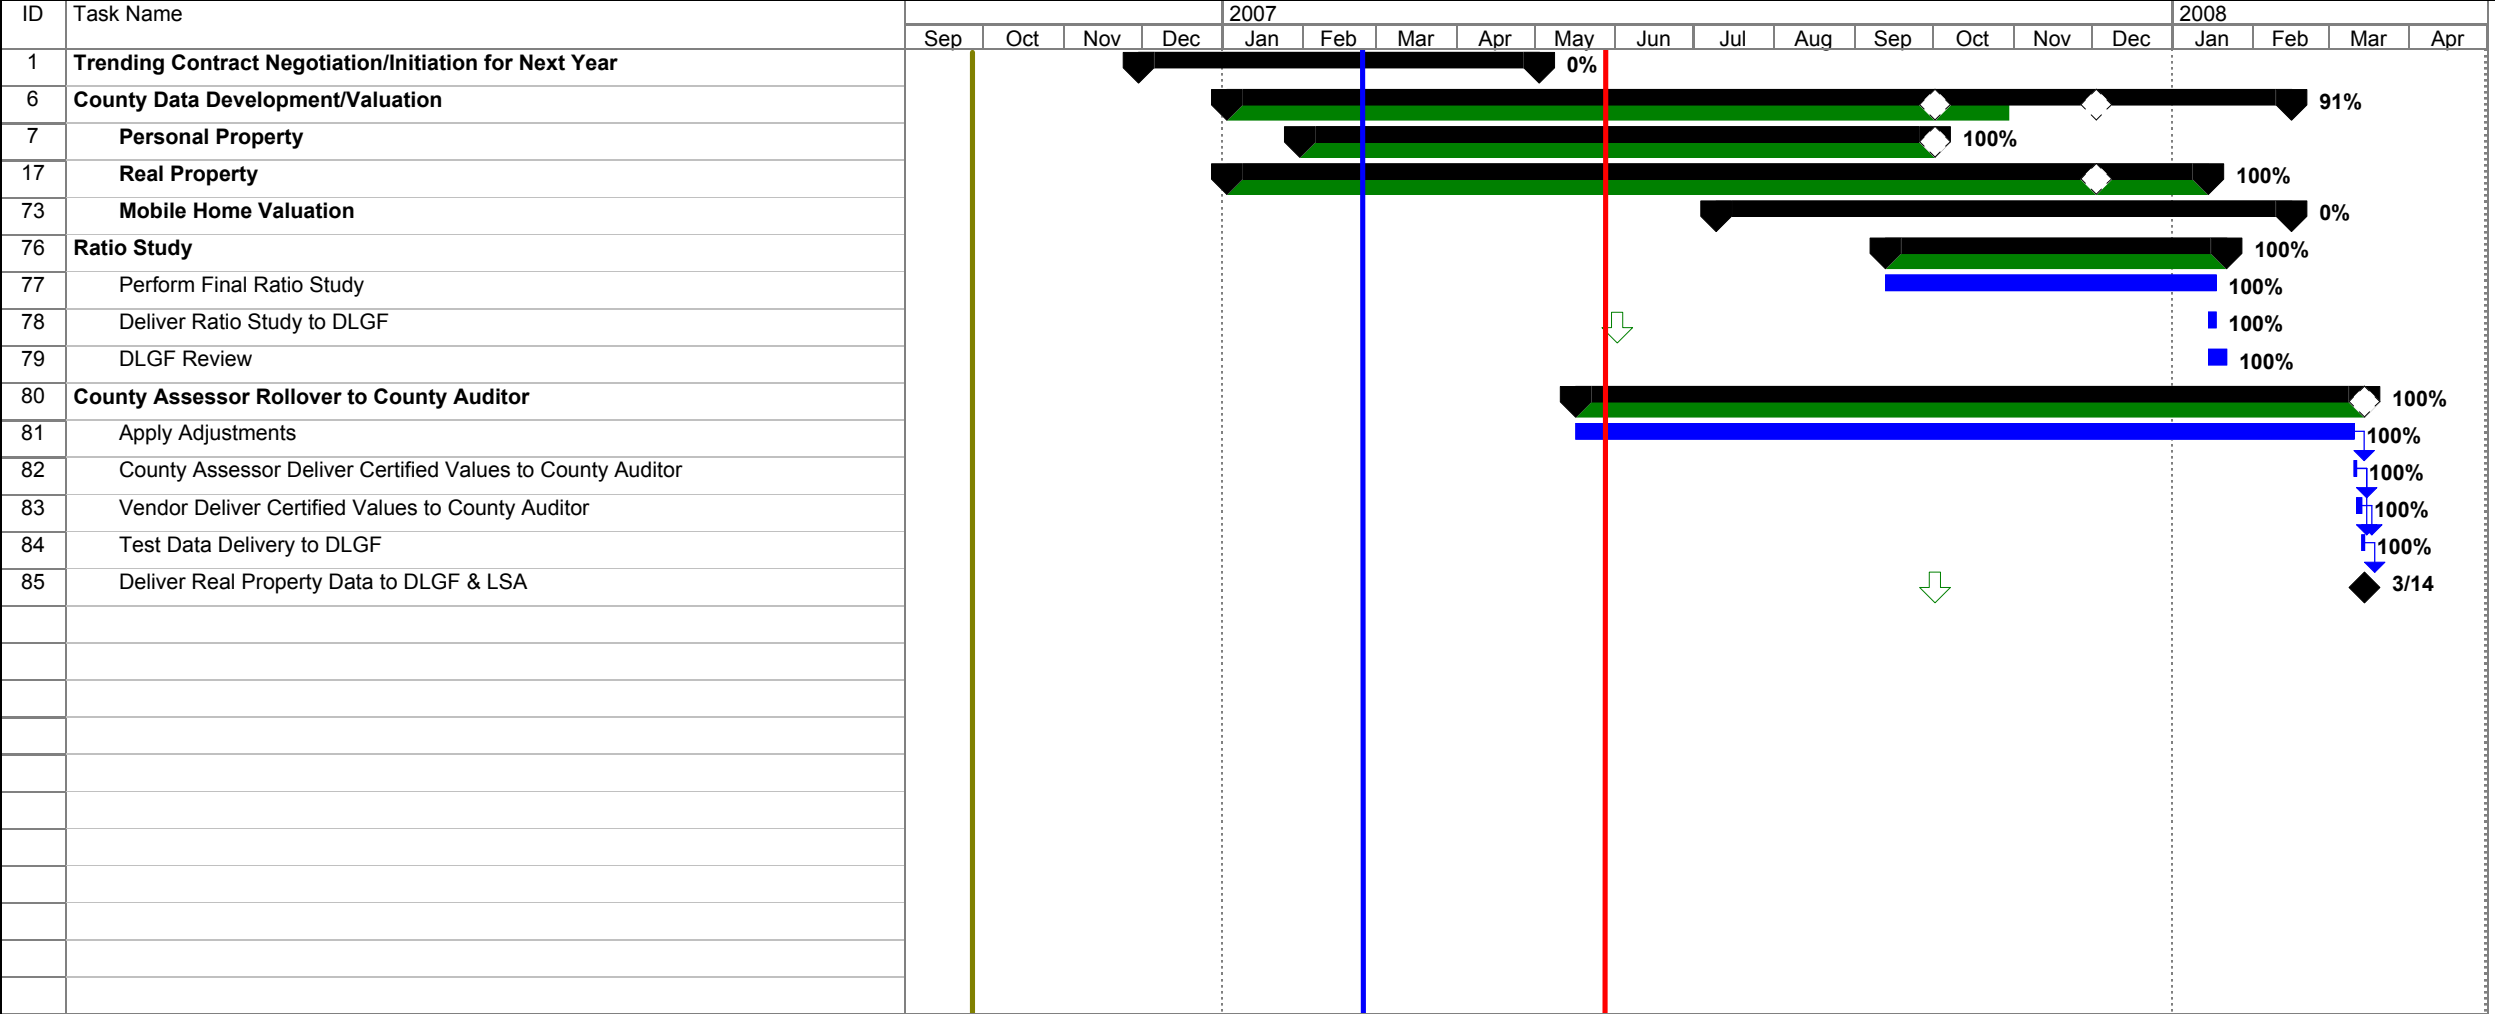 ID Task Name 2007 2008
Sep Oct Nov Dec Jan Feb Mar Apr May Jun Jul Aug Sep Oct Nov Dec Jan Feb Mar Apr
1 Trending Contract Negotiation/Initiation for Next Year 0%
6 County Data Development/Valuation 91%
7 Personal Property 100%
17 Real Property 100%
73 Mobile Home Valuation 0%
76 Ratio Study 100%
77 Perform Final Ratio Study 100%
78 Deliver Ratio Study to DLGF 100%
79 DLGF Review 100%
80 County Assessor Rollover to County Auditor 100%
81 Apply Adjustments 100%
82 County Assessor Deliver Certified Values to County Auditor 100%
83 Vendor Deliver Certified Values to County Auditor 100%
84 Test Data Delivery to DLGF 100%
85 Deliver Real Property Data to DLGF & LSA 3/14